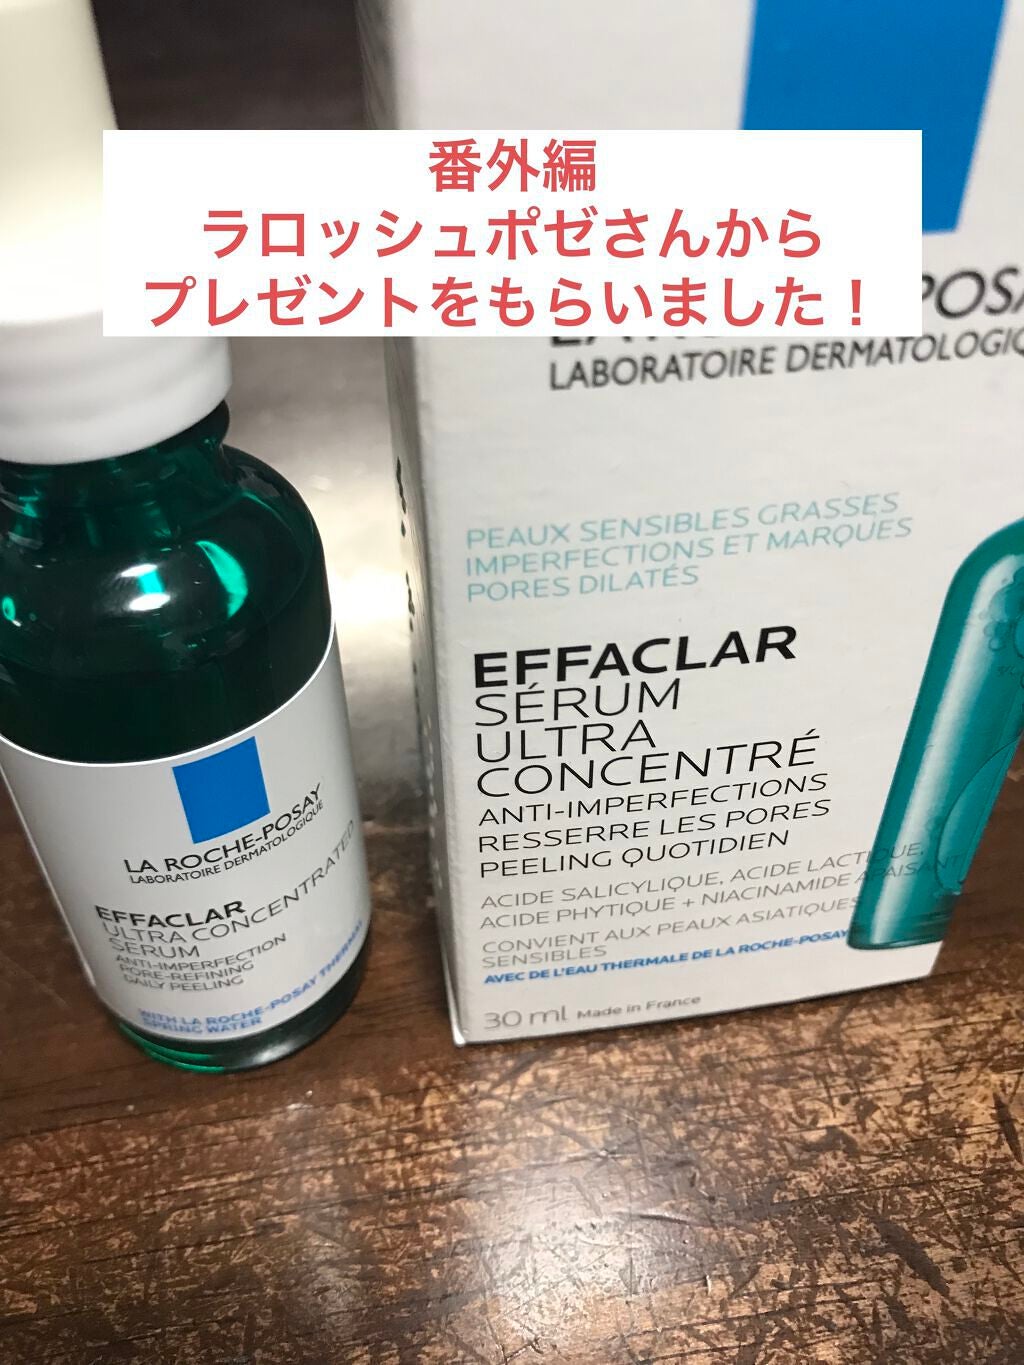 番外編
ラロッシュポゼさんから
プレゼントをもらいました！
LABORATOIRE DERMATOLOGIQ
PEAUX SENSIBLES GRASSES
IMPERFECTIONS ET MARQUES
PORES DILATÉS
EFFACLAR
SÉRUM
ULTRA
CONCENTRÉ
ANTI-IMPERFECTIONS
RESSERRE LES PORES
PEELING QUOTIDIEN
ACIDE SALICYLIQUE, ACIDE LACTIQUE,
ACIDE PHYTIQUE + NIACINAMIDE APAISANT
CONVIENT AUX PEAUX ASIATIQUES
SENSIBLES
AVEC DE L'EAU THERMALE DE LA ROCHE-POSAY
30 ml Made in France
LA ROCHE-POSAY
LABORATOIRE DERMATOLOGIQUE
EFFACLAR
ULTRA CONCENTRATED
SERUM
ANTI-IMPERFECTION
PORE-REFINING
DAILY PEELING
WITH LA ROCHE-POSAY THERMAL
SPRING WATER